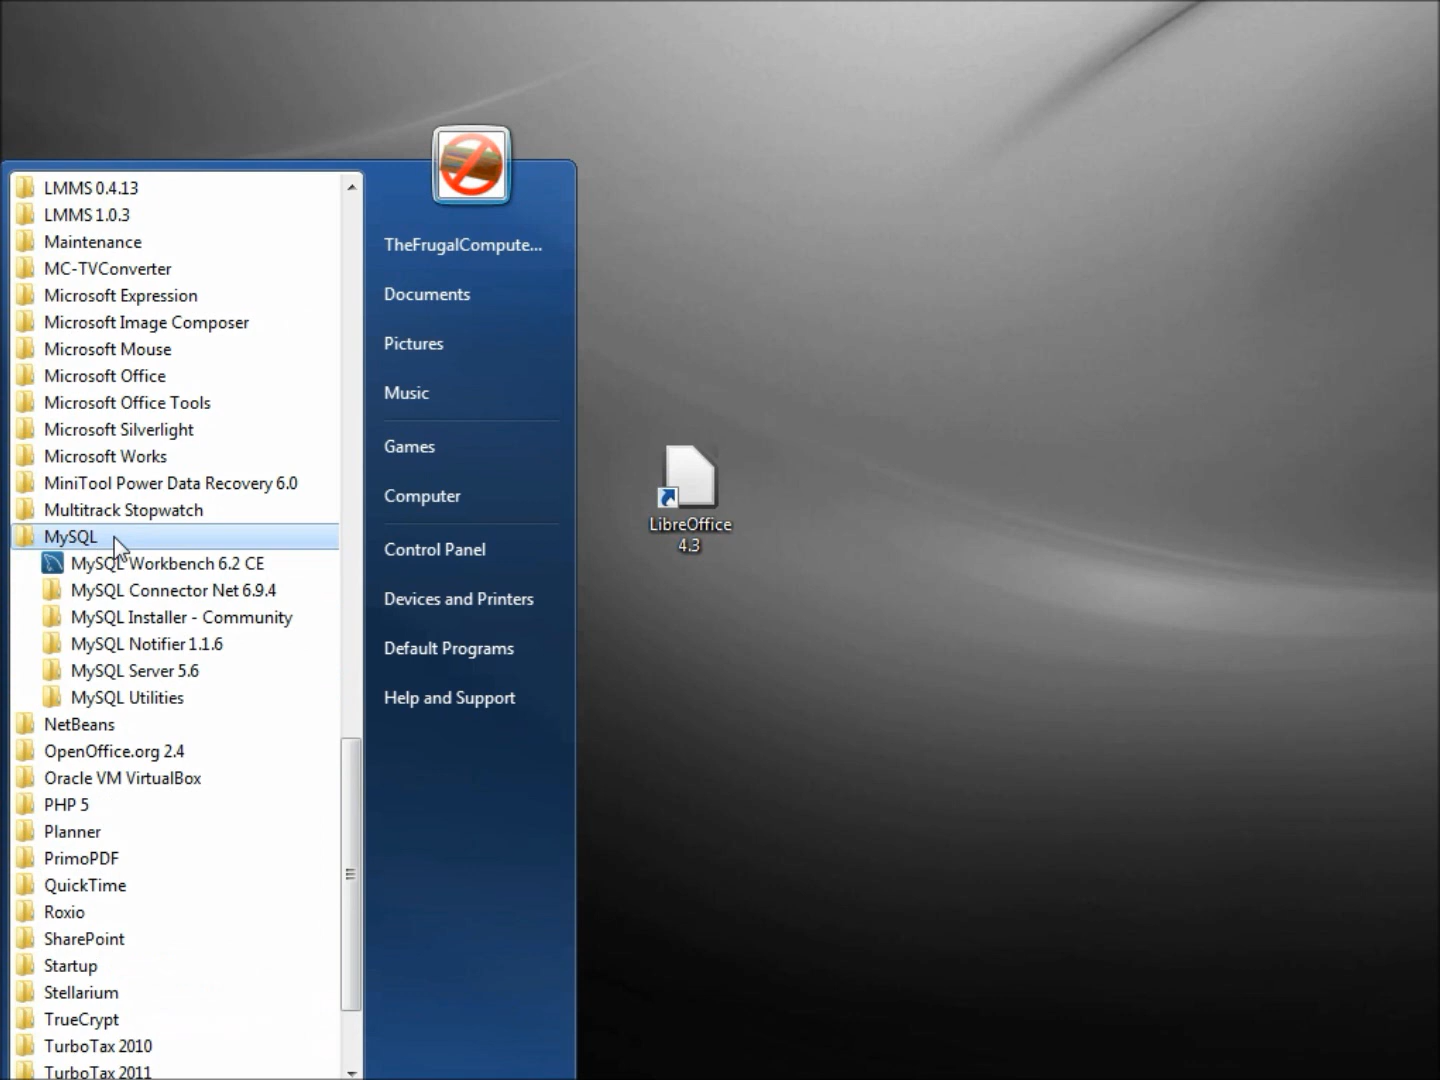 LMMS 0.4.13
LMMS 1.0.3
Maintenance
MC-TVConverter
Microsoft Expression
Microsoft Image Composer
Microsoft Mouse
Microsoft Office
Microsoft Office Tools
Microsoft Silverlight
Microsoft Works
MiniTool Power Data Recovery 6.0
Multitrack Stopwatch
MySQL
MySQL Workbench 6.2 CE
MySQL Connector Net 6.9.4
MySQL Installer - Community
MySQL Notifier 1.1.6
MySQL Server 5.6
MySQL Utilities
NetBeans
OpenOffice.org 2.4
Oracle VM VirtualBox
PHP 5
Planner
PrimoPDF
QuickTime
Roxio
SharePoint
Startup
Stellarium
TrueCrypt
TurboTax 2010
TurboTax 2011
TheFrugalCompute...
Documents
Pictures
Music
Games
Computer
Control Panel
Devices and Printers
Default Programs
Help and Support
LibreOffice
4.3